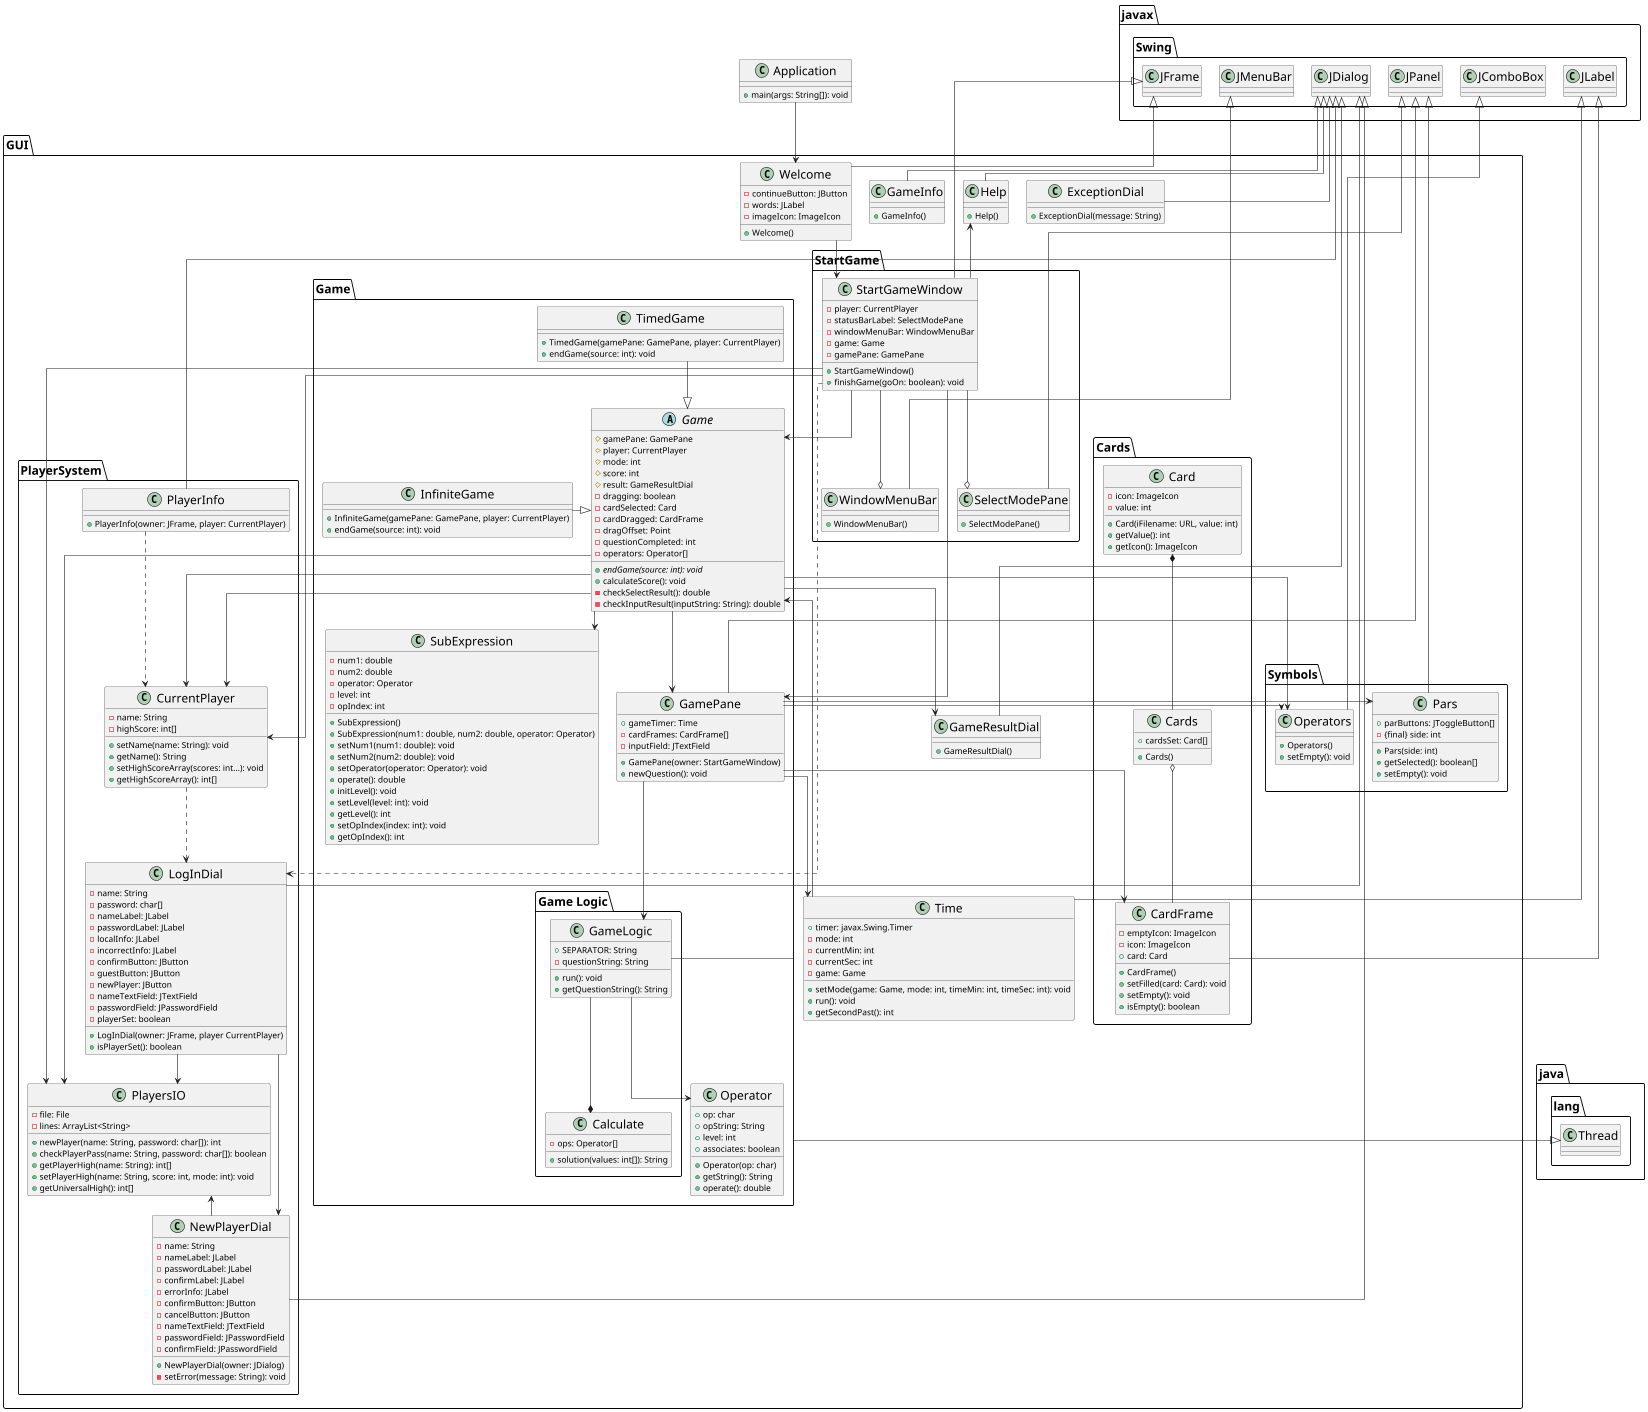 javax
Swing
C JFrame
C JMenuBar
C JDialog
C JPanel
C JComboBox
C JLabel
C Application
main(args: String[]): void
GUI
C Welcome
continueButton: JButton
words: JLabel
imageIcon: ImageIcon
Welcome()
C GameInfo
GameInfo()
C Help
Help()
C ExceptionDial
ExceptionDial(message: String)
StartGame
C StartGameWindow
player: CurrentPlayer
statusBarLabel: SelectModePane
windowMenuBar: WindowMenuBar
game: Game
gamePane: GamePane
StartGameWindow()
finishGame(goOn: boolean): void
C WindowMenuBar
WindowMenuBar()
C SelectModePane
SelectModePane()
Game
C TimedGame
TimedGame(gamePane: GamePane, player: CurrentPlayer)
endGame(source: int): void
A Game
gamePane: GamePane
player: CurrentPlayer
mode: int
score: int
result: GameResultDial
dragging: boolean
cardSelected: Card
cardDragged: CardFrame
dragOffset: Point
questionCompleted: int
operators: Operator[]
endGame(source: int): void
calculateScore(): void
checkSelectResult(): double
checkInputResult(inputString: String): double
C InfiniteGame
InfiniteGame(gamePane: GamePane, player: CurrentPlayer)
endGame(source: int): void
C SubExpression
num1: double
num2: double
operator: Operator
level: int
opIndex: int
SubExpression()
SubExpression(num1: double, num2: double, operator: Operator)
setNum1(num1: double): void
setNum2(num2: double): void
setOperator(operator: Operator): void
operate(): double
initLevel(): void
setLevel(level: int): void
getLevel(): int
setOpIndex(index: int): void
getOpIndex(): int
C GamePane
gameTimer: Time
cardFrames: CardFrame[]
inputField: JTextField
GamePane(owner: StartGameWindow)
newQuestion(): void
Game Logic
C GameLogic
SEPARATOR: String
questionString: String
run(): void
getQuestionString(): String
C Calculate
ops: Operator[]
solution(values: int[]): String
C Operator
op: char
opString: String
level: int
associates: boolean
Operator(op: char)
getString(): String
operate(): double
C GameResultDial
GameResultDial()
C Time
timer: javax.Swing.Timer
mode: int
currentMin: int
currentSec: int
game: Game
setMode(game: Game, mode: int, timeMin: int, timeSec: int): void
run(): void
getSecondPast(): int
Cards
C Card
icon: ImageIcon
value: int
Card(iFilename: URL, value: int)
getValue(): int
getIcon(): ImageIcon
C Cards
cardsSet: Card[]
Cards()
C CardFrame
emptyIcon: ImageIcon
icon: ImageIcon
card: Card
CardFrame()
setFilled(card: Card): void
setEmpty(): void
isEmpty(): boolean
Symbols
C Operators
Operators()
setEmpty(): void
C Pars
parButtons: JToggleButton[]
{final} side: int
Pars(side: int)
getSelected(): boolean[]
setEmpty(): void
PlayerSystem
C PlayerInfo
PlayerInfo(owner: JFrame, player: CurrentPlayer)
C CurrentPlayer
name: String
highScore: int[]
setName(name: String): void
getName(): String
setHighScoreArray(scores: int...): void
getHighScoreArray(): int[]
C LogInDial
name: String
password: char[]
nameLabel: JLabel
passwordLabel: JLabel
localInfo: JLabel
incorrectInfo: JLabel
confirmButton: JButton
guestButton: JButton
newPlayer: JButton
nameTextField: JTextField
passwordField: JPasswordField
playerSet: boolean
LogInDial(owner: JFrame, player CurrentPlayer)
isPlayerSet(): boolean
C PlayersIO
file: File
lines: ArrayList<String>
newPlayer(name: String, password: char[]): int
checkPlayerPass(name: String, password: char[]): boolean
getPlayerHigh(name: String): int[]
setPlayerHigh(name: String, score: int, mode: int): void
getUniversalHigh(): int[]
C NewPlayerDial
name: String
nameLabel: JLabel
passwordLabel: JLabel
confirmLabel: JLabel
errorInfo: JLabel
confirmButton: JButton
cancelButton: JButton
nameTextField: JTextField
passwordField: JPasswordField
confirmField: JPasswordField
NewPlayerDial(owner: JDialog)
setError(message: String): void
java
lang
C Thread